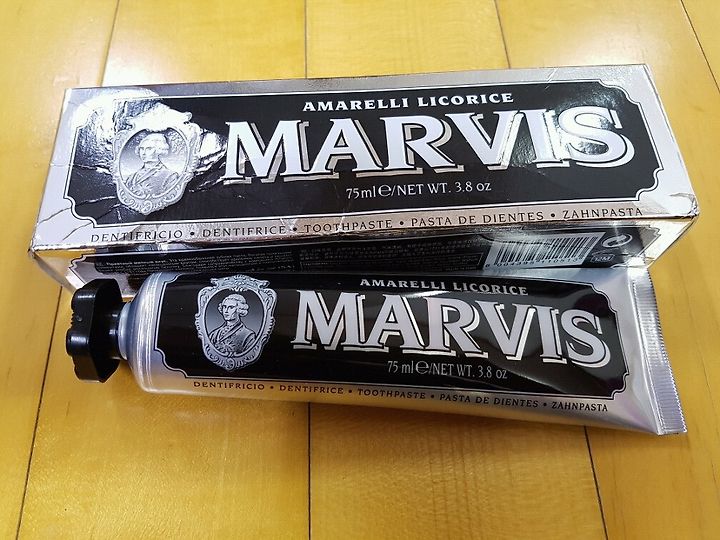 AMARELLI LICORICE
MARVIS
75ml℮/NET WT. 3.8 oz
DENTIFRICIO • DENTIFRICE • TOOTHPASTE • PASTA DE DIENTES • ZAHNPASTA
12M
AMARELLI LICORICE
MARVIS
75 ml℮/NET WT. 3.8 oz
DENTIFRICIO • DENTIFRICE • TOOTHPASTE • PASTA DE DIENTES • ZAHNPASTA